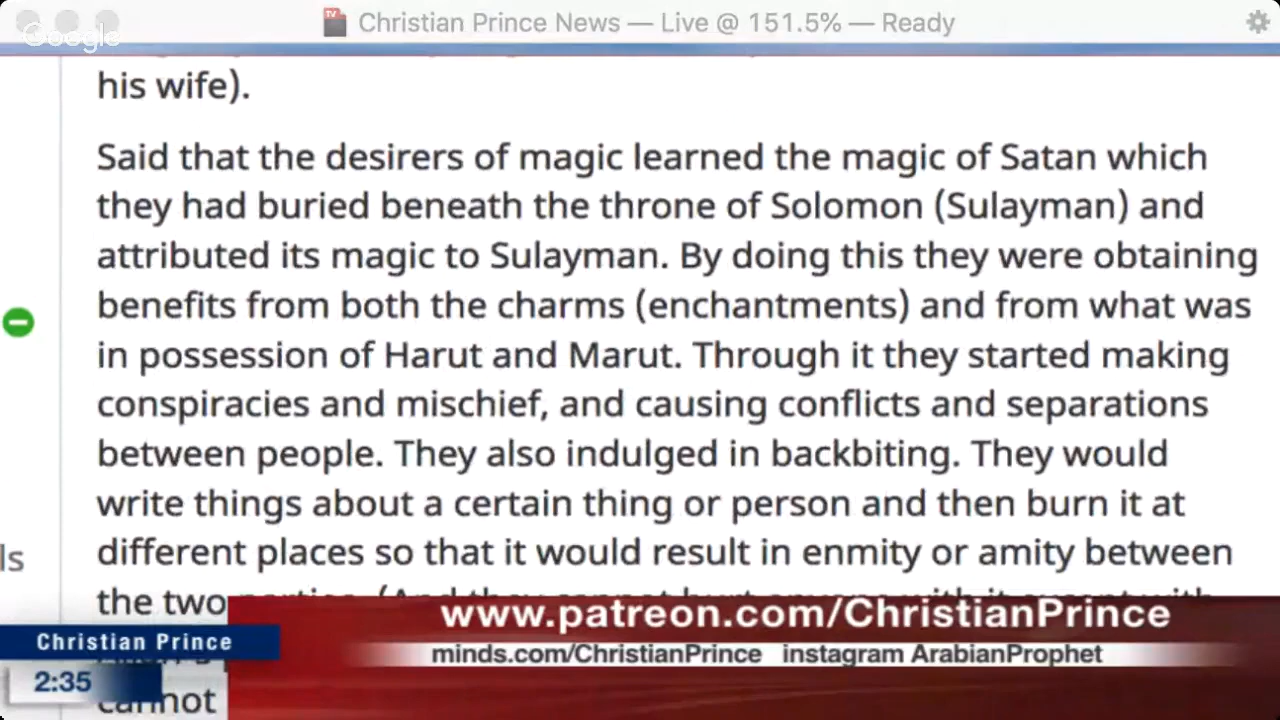 Christian Prince News — Live @ 151.5% — Ready
Google
his wife).
Said that the desirers of magic learned the magic of Satan which
they had buried beneath the throne of Solomon (Sulayman) and
attributed its magic to Sulayman. By doing this they were obtaining
benefits from both the charms (enchantments) and from what was
in possession of Harut and Marut. Through it they started making
conspiracies and mischief, and causing conflicts and separations
between people. They also indulged in backbiting. They would
write things about a certain thing or person and then burn it at
ls
different places so that it would result in enmity or amity between
the two
cannot
www.patreon.com/ChristianPrince
Christian Prince
minds.com/ChristianPrince instagram ArabianProphet
2:35